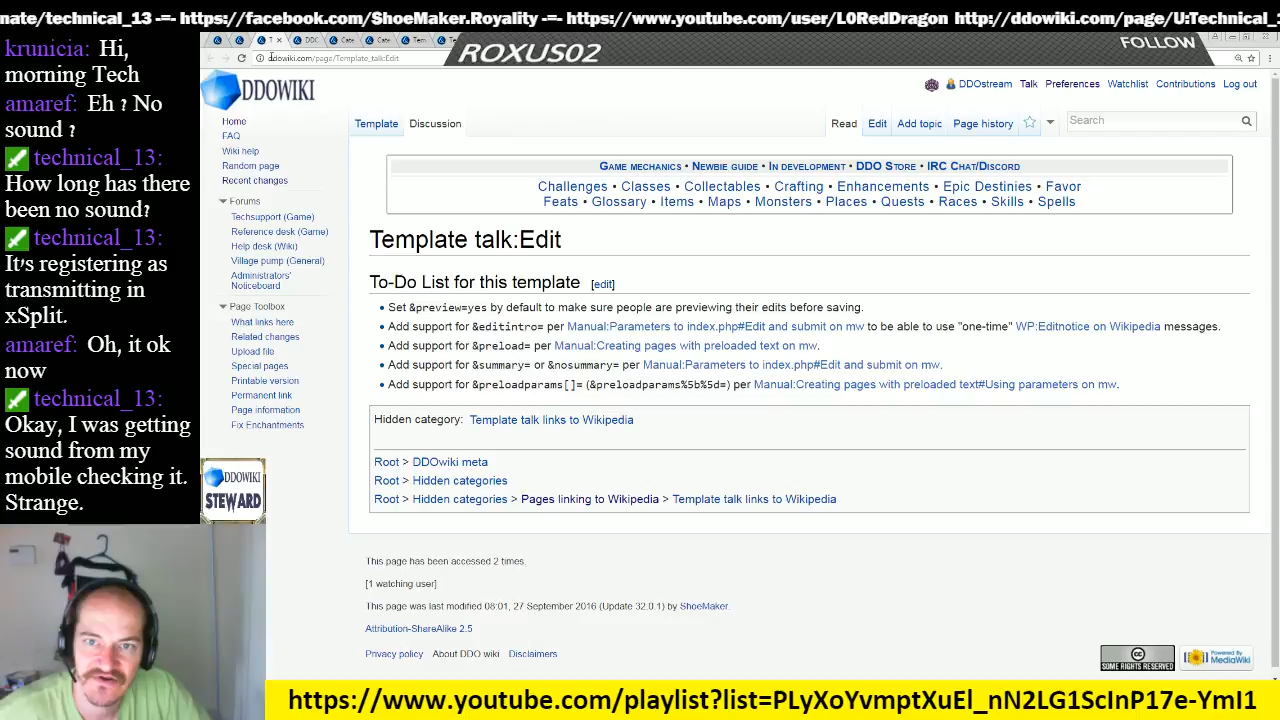 nate/technical_13 -=- https://facebook.com/ShoeMaker.Royality -=- https://www.youtube.com/user/L0RedDragon http://ddowiki.com/page/U:Technical_1
krunicia: Hi,
morning Tech
amaref: Eh ? No
sound ?
technical_13:
How long has there
been no sound?
technical_13:
It's registering as
transmitting in
xSplit.
amaref: Oh, it ok
now
technical_13:
Okay, I was getting
sound from my
mobile checking it.
Strange.
ROXUS02
FOLLOW
ddowiki.com/page/Template_talk:Edit
DDOWIKI
DDOstream Talk Preferences Watchlist Contributions Log out
Template Discussion Read Edit Add topic Page history Search
Home
FAQ
Wiki help
Random page
Recent changes
Forums
Techsupport (Game)
Reference desk (Game)
Help desk (Wiki)
Village pump (General)
Administrators'
Noticeboard
Page Toolbox
What links here
Related changes
Upload file
Special pages
Printable version
Permanent link
Page information
Fix Enchantments
DDOWIKI
STEWARD
Game mechanics • Newbie guide • In development • DDO Store • IRC Chat/Discord
Challenges • Classes • Collectables • Crafting • Enhancements • Epic Destinies • Favor
Feats • Glossary • Items • Maps • Monsters • Places • Quests • Races • Skills • Spells
Template talk:Edit
To-Do List for this template [edit]
• Set &preview=yes by default to make sure people are previewing their edits before saving.
• Add support for &editintro= per Manual:Parameters to index.php#Edit and submit on mw to be able to use "one-time" WP:Editnotice on Wikipedia messages.
• Add support for &preload= per Manual:Creating pages with preloaded text on mw.
• Add support for &summary= or &nosummary= per Manual:Parameters to index.php#Edit and submit on mw.
• Add support for &preloadparams[]= (&preloadparams%5b%5d=) per Manual:Creating pages with preloaded text#Using parameters on mw.
Hidden category: Template talk links to Wikipedia
Root > DDOwiki meta
Root > Hidden categories
Root > Hidden categories > Pages linking to Wikipedia > Template talk links to Wikipedia
This page has been accessed 2 times.
[1 watching user]
This page was last modified 08:01, 27 September 2016 (Update 32.0.1) by ShoeMaker.
Attribution-ShareAlike 2.5
Privacy policy About DDO wiki Disclaimers
cc
SOME RIGHTS RESERVED
Powered By
MediaWiki
https://www.youtube.com/playlist?list=PLyXoYvmptXuEl_nN2LG1ScInP17e-YmI1